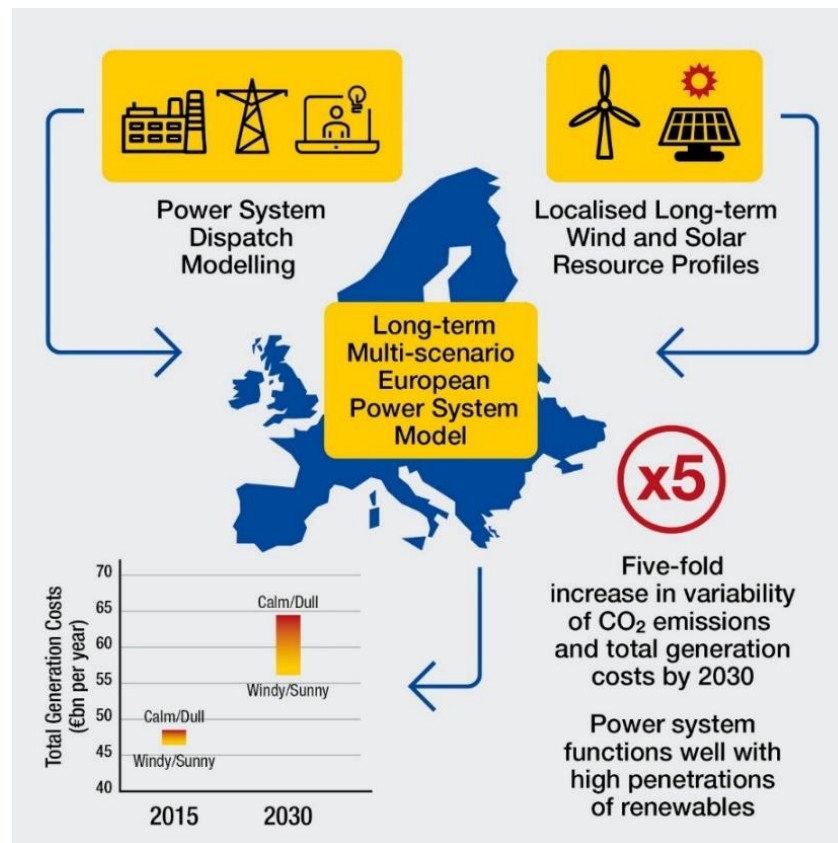 Power System
Dispatch
Modelling
Localised Long-term
Wind and Solar
Resource Profiles
Long-term
Multi-scenario
European
Power System
Model
x5
Five-fold
increase in variability
of CO₂ emissions
and total generation
costs by 2030
Power system
functions well with
high penetrations
of renewables
Total Generation Costs
(€bn per year)
70
65
60
55
50
45
40
Calm/Dull
Windy/Sunny
Calm/Dull
Windy/Sunny
2015
2030